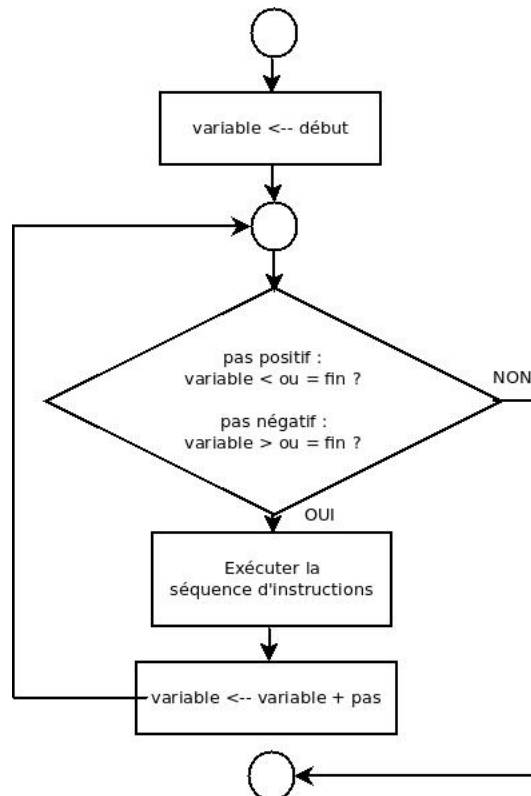 variable <-- début
pas positif :
variable < ou = fin ?
pas négatif :
variable > ou = fin ?
NON
OUI
Exécuter la
séquence d'instructions
variable <-- variable + pas